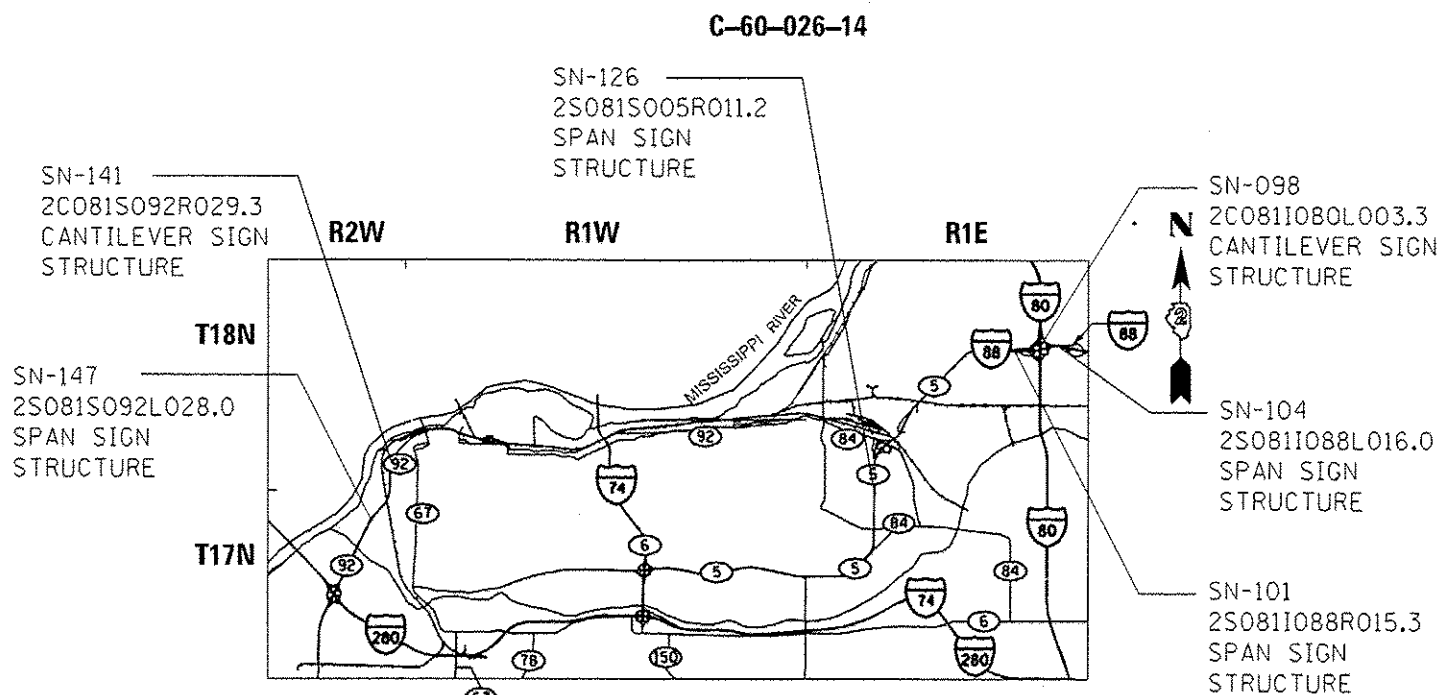 C-60-026-14
SN-126
2S081S005R011.2
SPAN SIGN
STRUCTURE
SN-141
2C081S092R029.3
CANTILEVER SIGN
STRUCTURE
R2W
R1W
R1E
SN-098
2C081I080L003.3
CANTILEVER SIGN
STRUCTURE
N
2
T18N
MISSISSIPPI RIVER
80
88
88
SN-147
2S081S092L028.0
SPAN SIGN
STRUCTURE
5
SN-104
2S081I088L016.0
SPAN SIGN
STRUCTURE
92
84
92
5
74
67
84
80
T17N
6
92
5
5
84
74
6
280
78
150
280
SN-101
2S081I088R015.3
SPAN SIGN
STRUCTURE